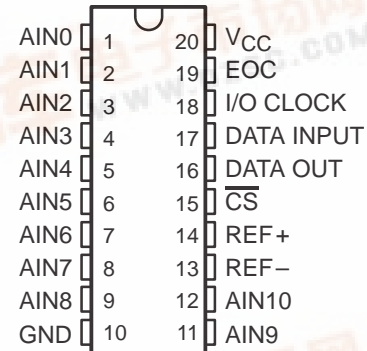 AIN0 1 20 VCC
AIN1 2 19 EOC
AIN2 3 18 I/O CLOCK
AIN3 4 17 DATA INPUT
AIN4 5 16 DATA OUT
AIN5 6 15 C̅S̅
AIN6 7 14 REF+
AIN7 8 13 REF–
AIN8 9 12 AIN10
GND 10 11 AIN9